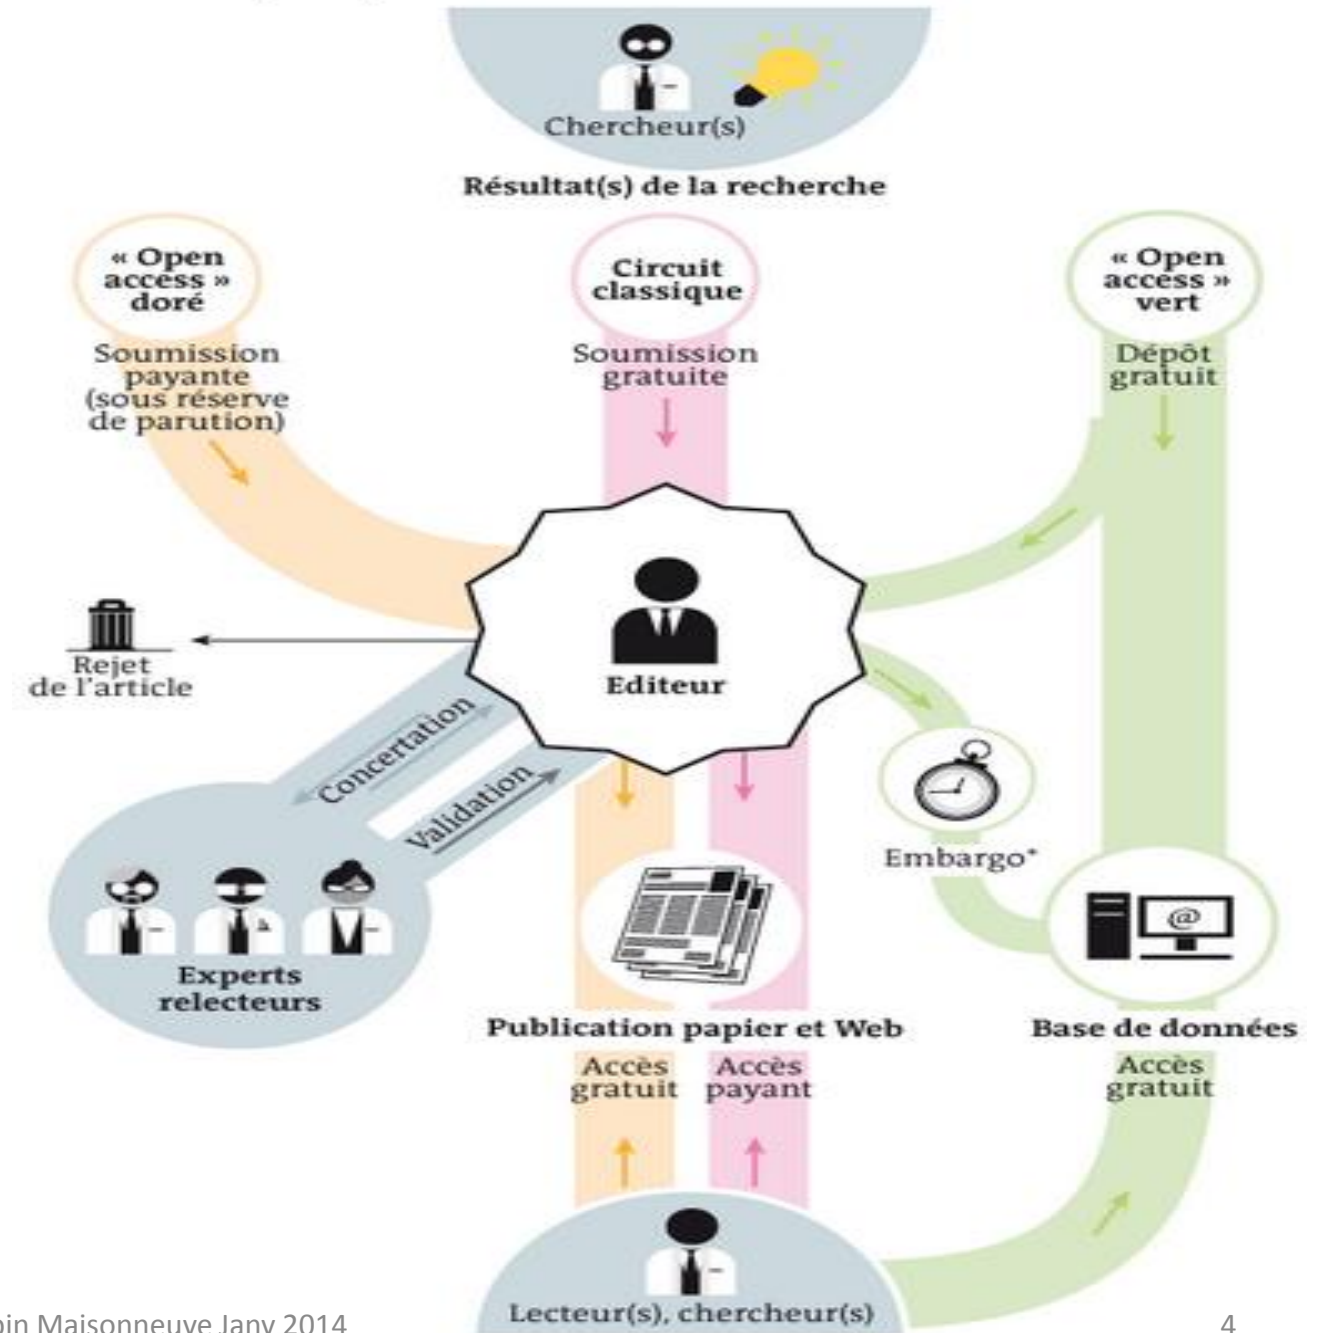 Chercheur(s)
Résultat(s) de la recherche
« Open
access »
doré
Soumission
payante
(sous réserve
de parution)
Circuit
classique
Soumission
gratuite
« Open
access »
vert
Dépôt
gratuit
Editeur
Rejet
de l'article
Concertation
Validation
Experts
relecteurs
Embargo*
@
Publication papier et Web
Base de données
Accès
gratuit
Accès
payant
Accès
gratuit
Lecteur(s), chercheur(s)
Maisonneuve Janv 2014
4